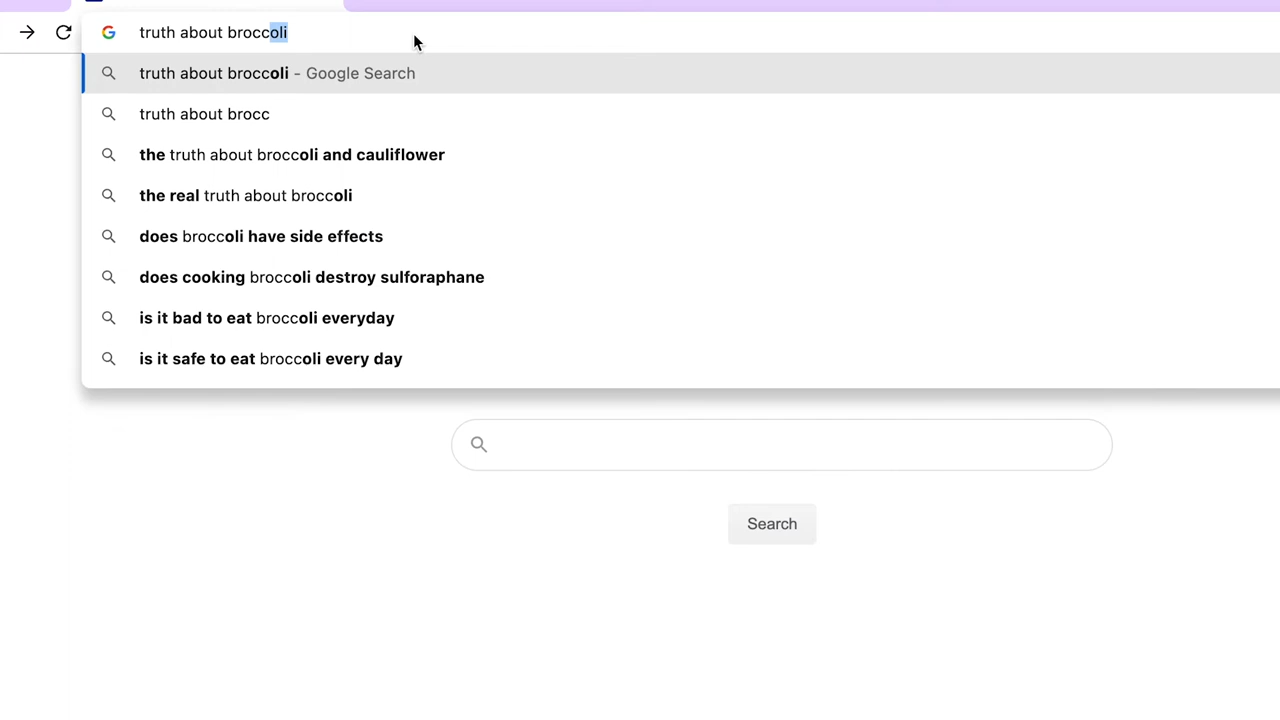 truth about broccoli
truth about broccoli - Google Search
truth about brocc
the truth about broccoli and cauliflower
the real truth about broccoli
does broccoli have side effects
does cooking broccoli destroy sulforaphane
is it bad to eat broccoli everyday
is it safe to eat broccoli every day
Search